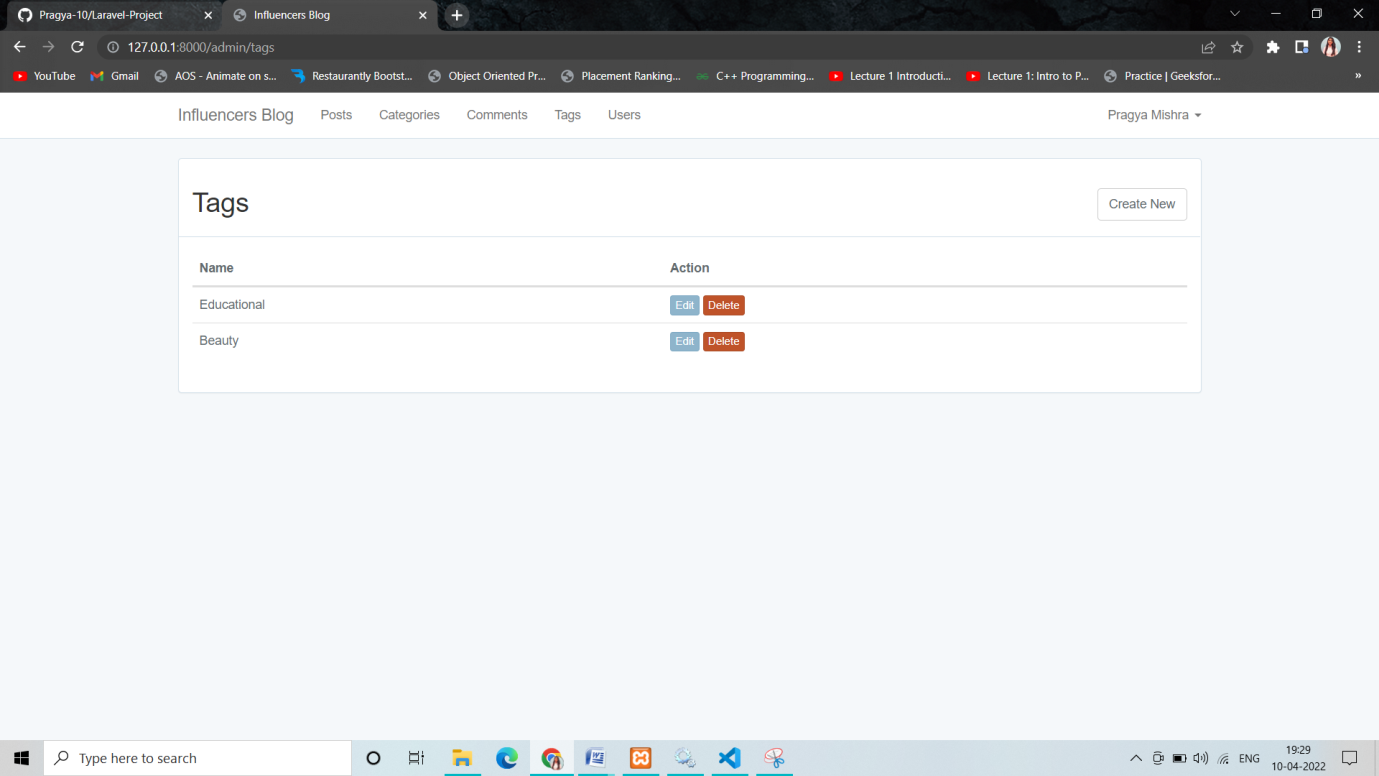 Pragya-10/Laravel-Project
Influencers Blog
127.0.0.1:8000/admin/tags
YouTube Gmail AOS - Animate on s... Restaurantly Bootst... Object Oriented Pr... Placement Ranking... C++ Programming,... Lecture 1 Introducti... Lecture 1: Intro to P... Practice | Geeksfor... »
Influencers Blog Posts Categories Comments Tags Users Pragya Mishra
Tags
Create New
Name Action
Educational Edit Delete
Beauty Edit Delete
Type here to search
ENG
19:29
10-04-2022